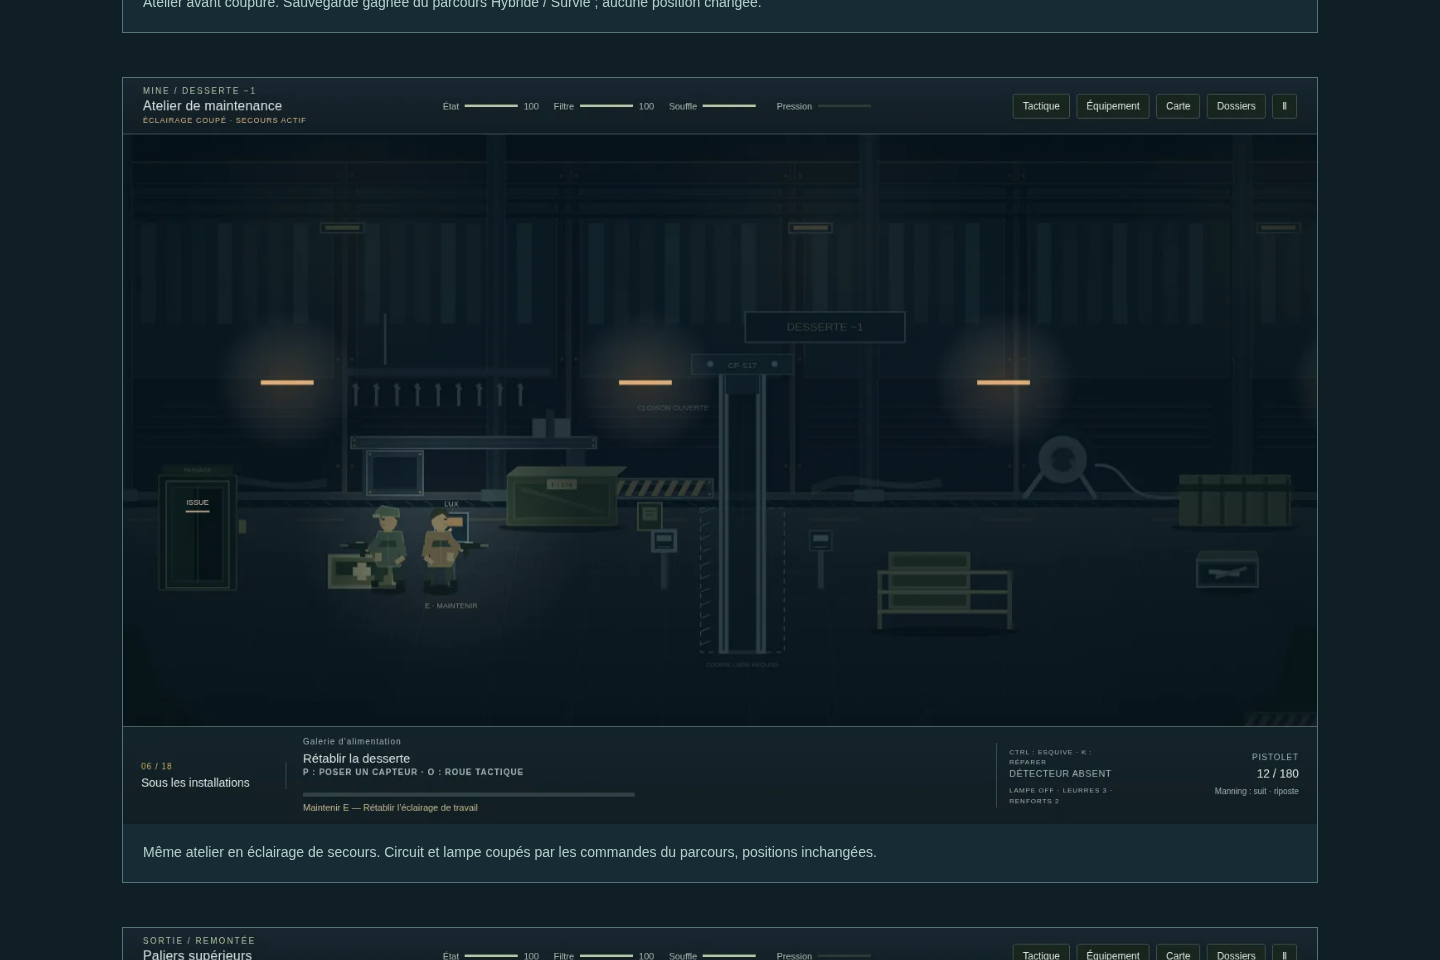 Atelier avant coupure. Sauvegarde gagnée du parcours Hybride / Survie ; aucune position changée.
MINE / DESSERTE −1
Atelier de maintenance
ÉCLAIRAGE COUPÉ · SECOURS ACTIF
État 100 Filtre 100 Souffle Pression
Tactique Équipement Carte Dossiers II
DESSERTE −1
CP-S17
CLOISON OUVERTE
PASSAGE
ISSUE
LUX
E · MAINTENIR
Galerie d'alimentation
06 / 18
Sous les installations
Rétablir la desserte
P : POSER UN CAPTEUR · O : ROUE TACTIQUE
Maintenir E — Rétablir l'éclairage de travail
CTRL : ESQUIVE · K :
RÉPARER
DÉTECTEUR ABSENT
LAMPE OFF · LEURRES 3 ·
RENFORTS 2
PISTOLET
12 / 180
Manning : suit · riposte
Même atelier en éclairage de secours. Circuit et lampe coupés par les commandes du parcours, positions inchangées.
SORTIE / REMONTÉE
Paliers supérieurs
État 100 Filtre 100 Souffle Pression
Tactique Équipement Carte Dossiers II